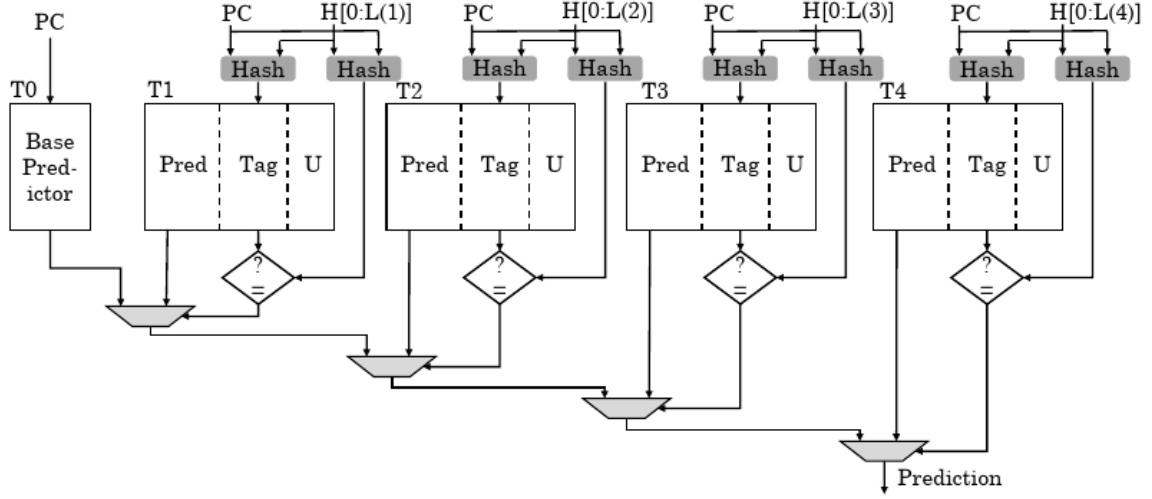 PC
PC
H[0:L(1)]
PC
H[0:L(2)]
PC
H[0:L(3)]
PC
H[0:L(4)]
Hash
Hash
Hash
Hash
Hash
Hash
Hash
Hash
T0
T1
T2
T3
T4
Base
Pred-
ictor
Pred
Tag
U
Pred
Tag
U
Pred
Tag
U
Pred
Tag
U
?
=
?
=
?
=
?
=
Prediction